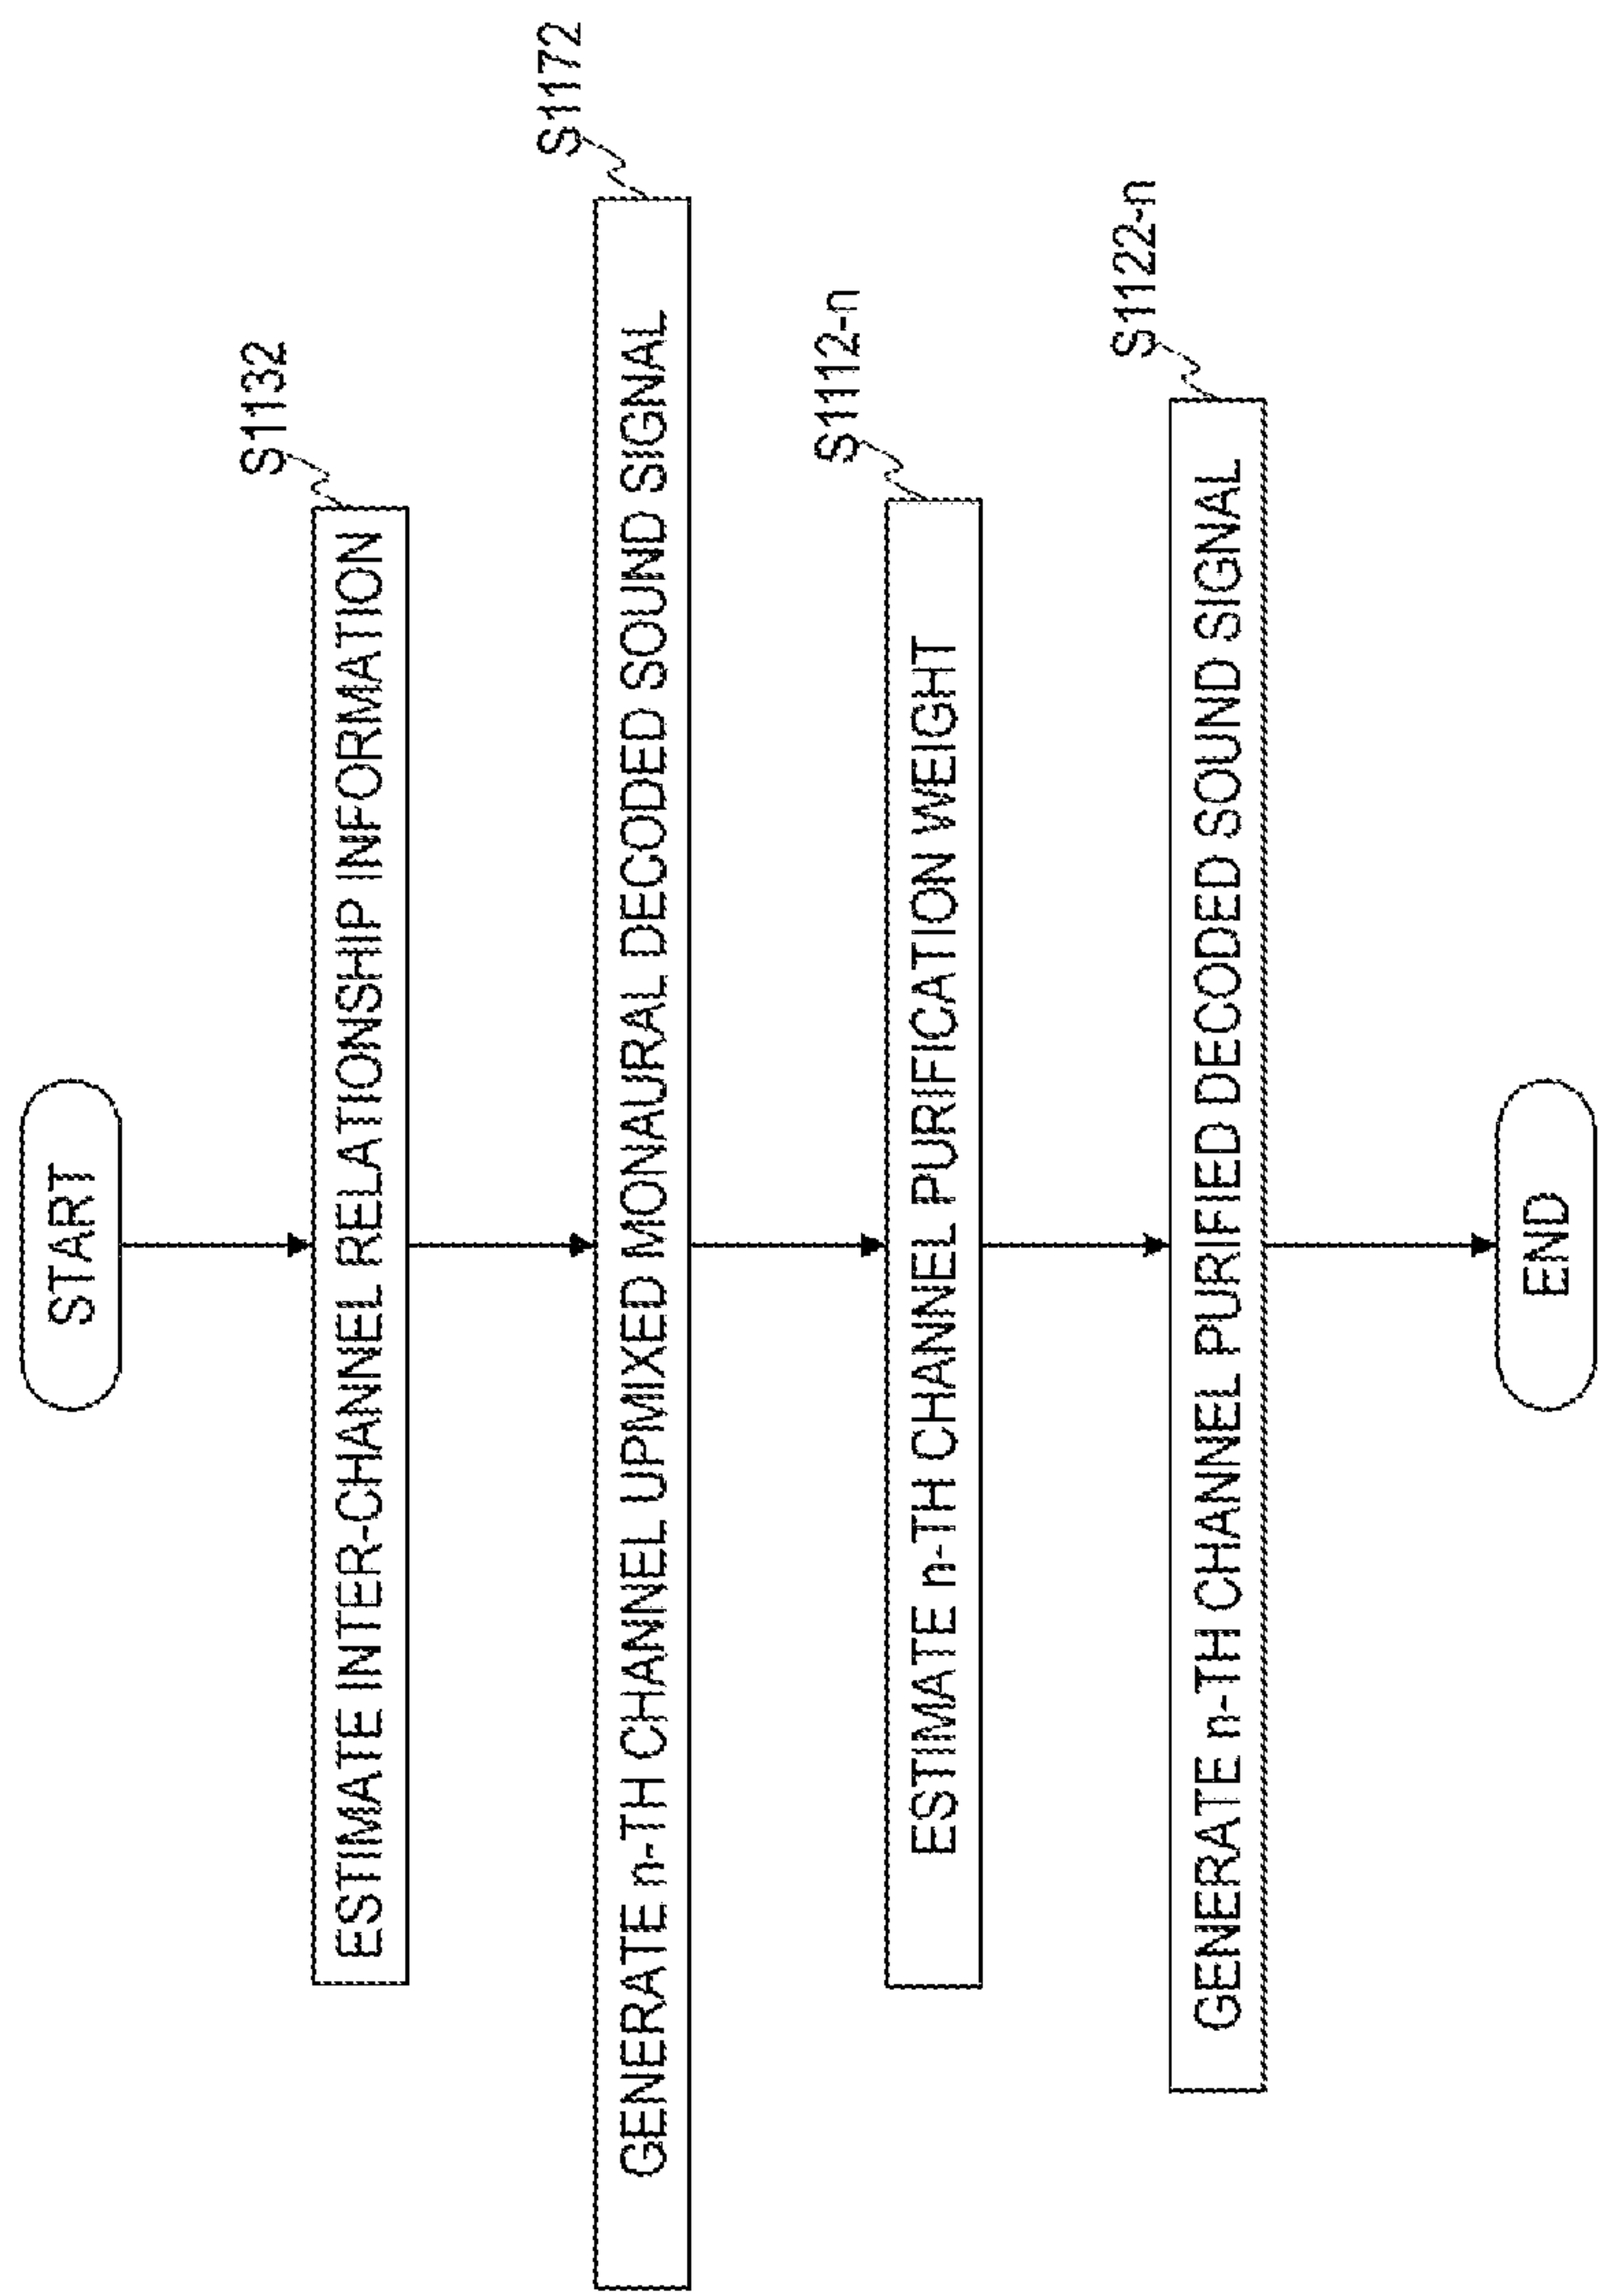 START
S1132
ESTIMATE INTER-CHANNEL RELATIONSHIP INFORMATION
S1172
GENERATE n-TH CHANNEL UPMIXED MONAURAL DECODED SOUND SIGNAL
S1112-n
ESTIMATE n-TH CHANNEL PURIFICATION WEIGHT
S1122-n
GENERATE n-TH CHANNEL PURIFIED DECODED SOUND SIGNAL
END